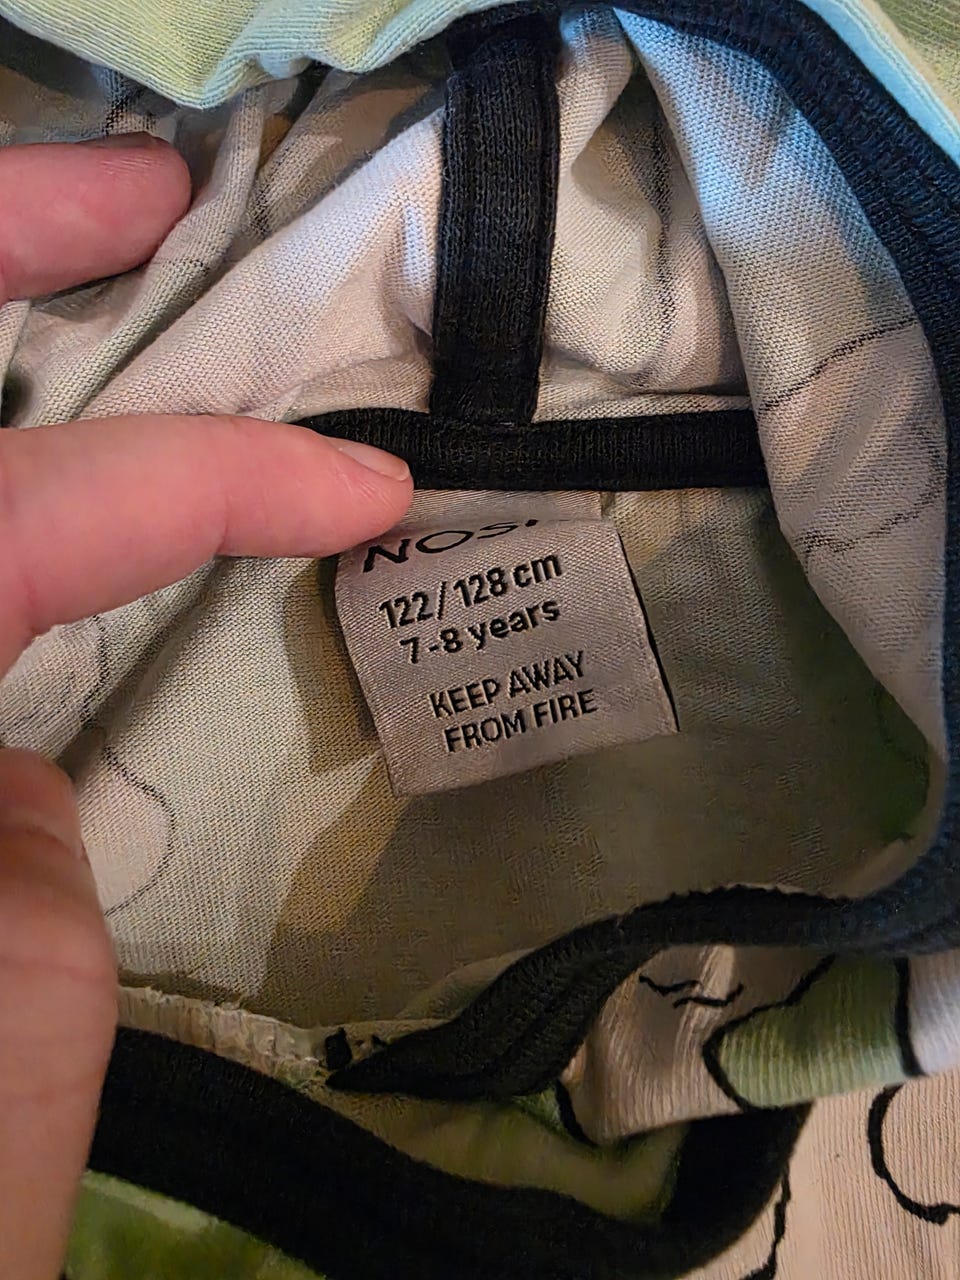 122/128 cm
7-8 years
KEEP AWAY
FROM FIRE